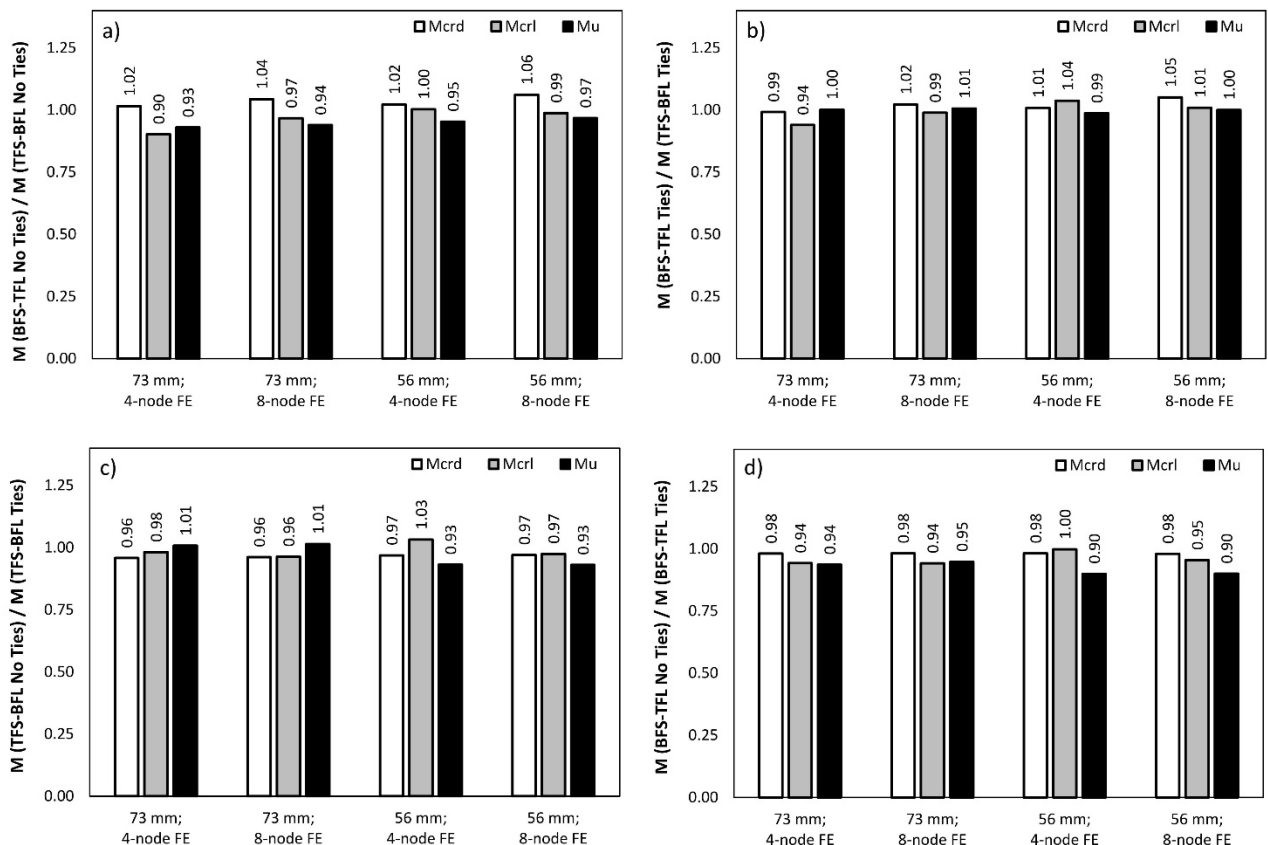 a)
Mcrd Mcrl Mu
M (BFS-TFL No Ties) / M (TFS-BFL No Ties)
1.25
1.00
0.75
0.50
0.25
0.00
1.02 0.90 0.93 1.04 0.97 0.94 1.02 1.00 0.95 1.06 0.99 0.97
73 mm; 73 mm; 56 mm; 56 mm;
4-node FE 8-node FE 4-node FE 8-node FE
b)
Mcrd Mcrl Mu
M (BFS-TFL Ties) / M (TFS-BFL Ties)
1.25
1.00
0.75
0.50
0.25
0.00
0.99 0.94 1.00 1.02 0.99 1.01 1.01 1.04 0.99 1.05 1.01 1.00
73 mm; 73 mm; 56 mm; 56 mm;
4-node FE 8-node FE 4-node FE 8-node FE
c)
Mcrd Mcrl Mu
M (TFS-BFL No Ties) / M (TFS-BFL Ties)
1.25
1.00
0.75
0.50
0.25
0.00
0.96 0.98 1.01 0.96 0.96 1.01 0.97 1.03 0.93 0.97 0.97 0.93
73 mm; 73 mm; 56 mm; 56 mm;
4-node FE 8-node FE 4-node FE 8-node FE
d)
Mcrd Mcrl Mu
M (BFS-TFL No Ties) / M (BFS-TFL Ties)
1.25
1.00
0.75
0.50
0.25
0.00
0.98 0.94 0.94 0.98 0.94 0.95 0.98 1.00 0.90 0.98 0.95 0.90
73 mm; 73 mm; 56 mm; 56 mm;
4-node FE 8-node FE 4-node FE 8-node FE